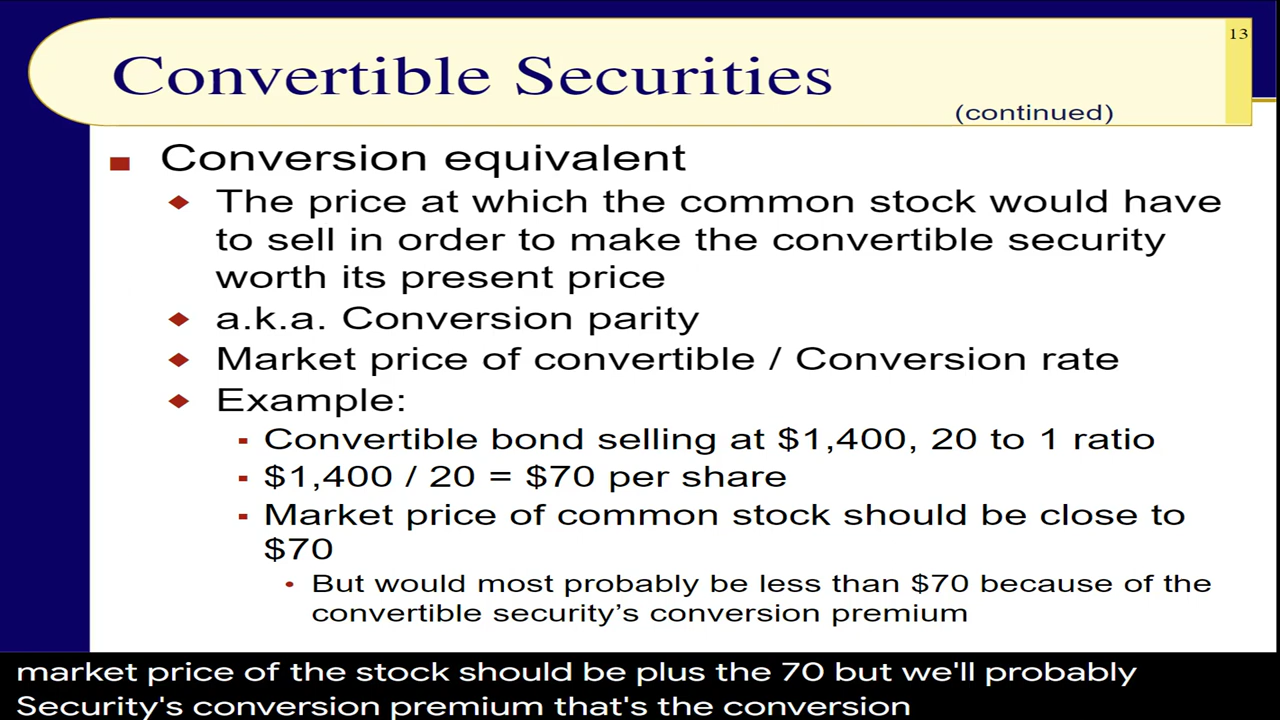 13
Convertible Securities
(continued)
Conversion equivalent
The price at which the common stock would have
to sell in order to make the convertible security
worth its present price
a.k.a. Conversion parity
Market price of convertible / Conversion rate
Example:
Convertible bond selling at $1,400, 20 to 1 ratio
$1,400 / 20 = $70 per share
Market price of common stock should be close to
$70
But would most probably be less than $70 because of the
convertible security’s conversion premium
market price of the stock should be plus the 70 but we'll probably
Security's conversion premium that's the conversion